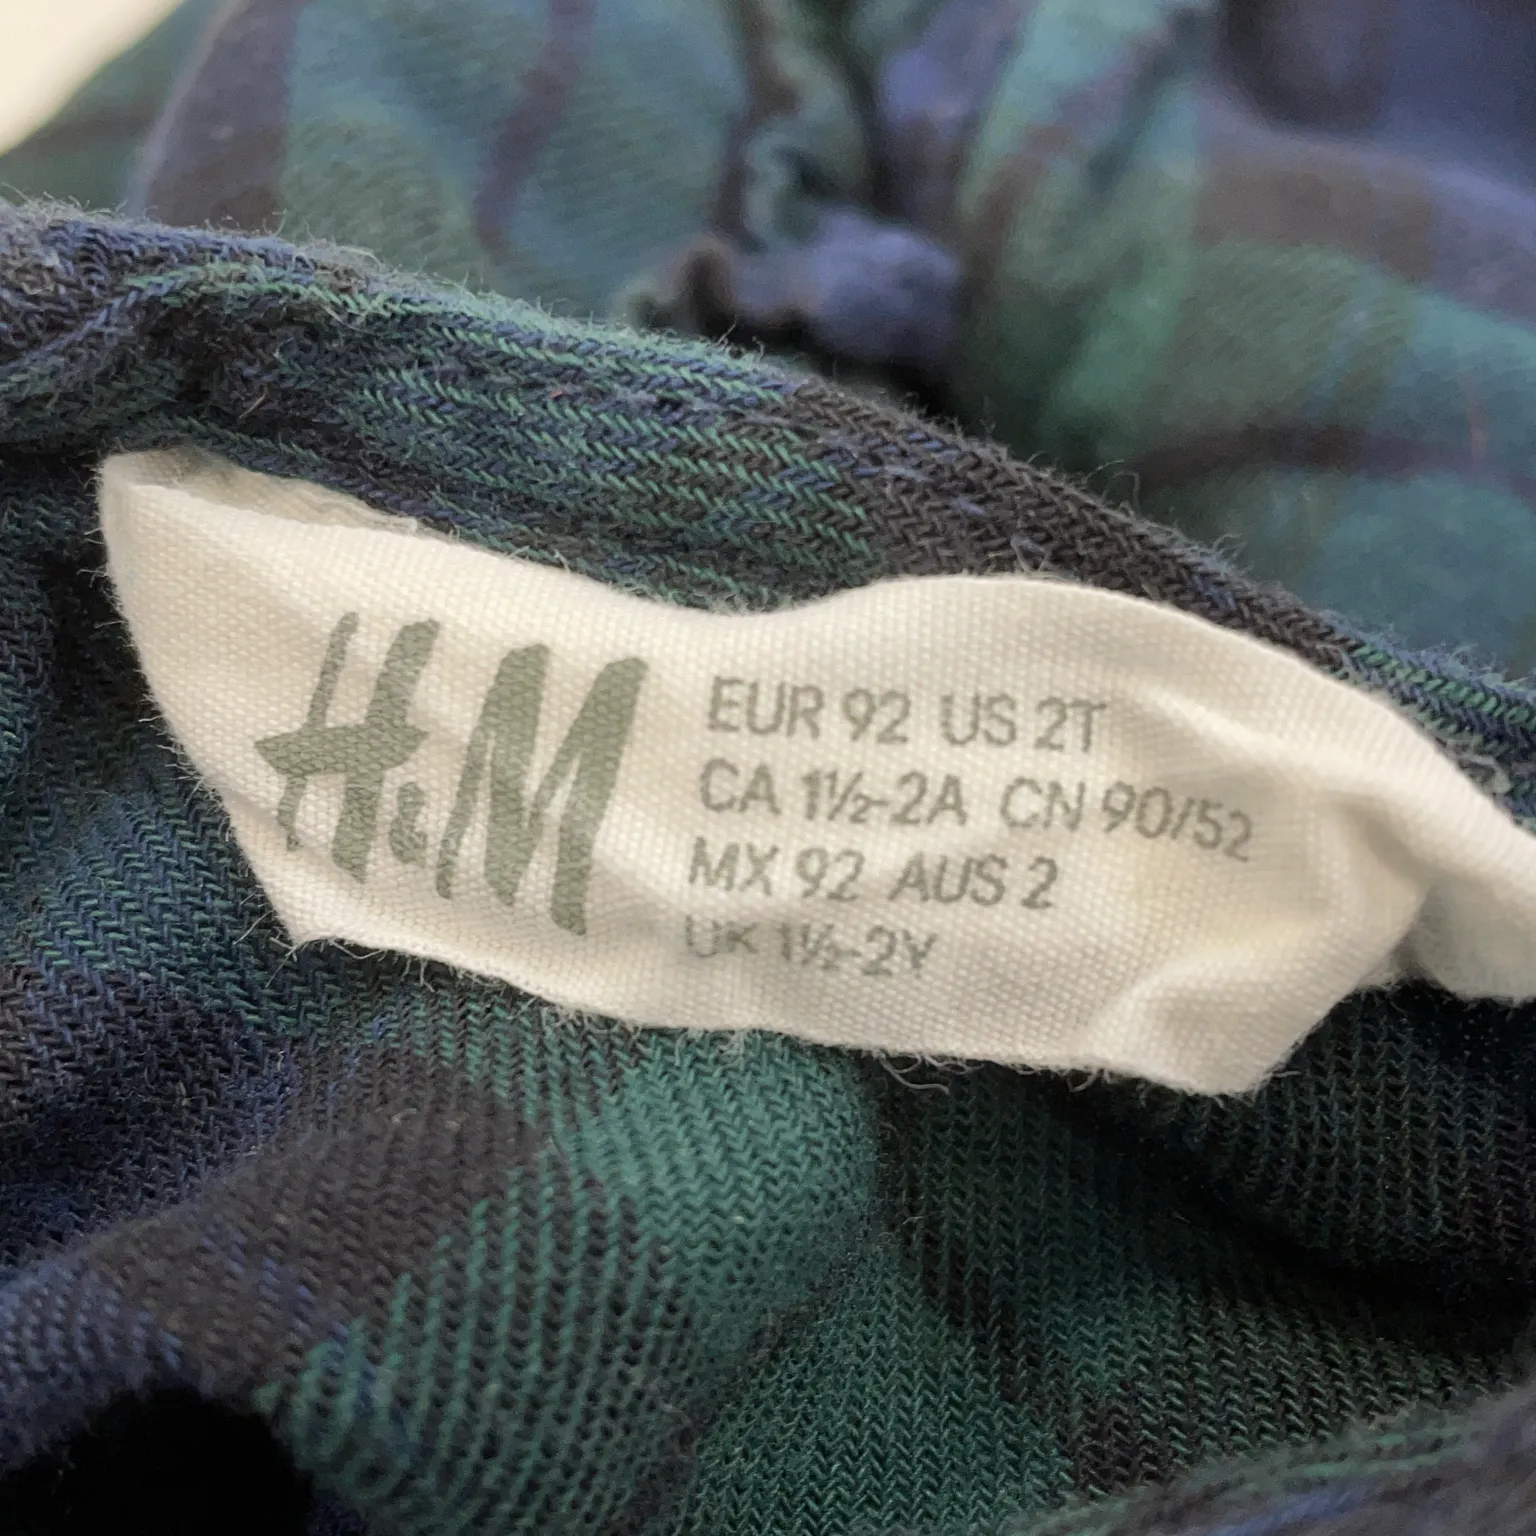 H&M
EUR 92 US 2T
CA 1½-2A CN 90/52
MX 92 AUS 2
UK 1½-2Y